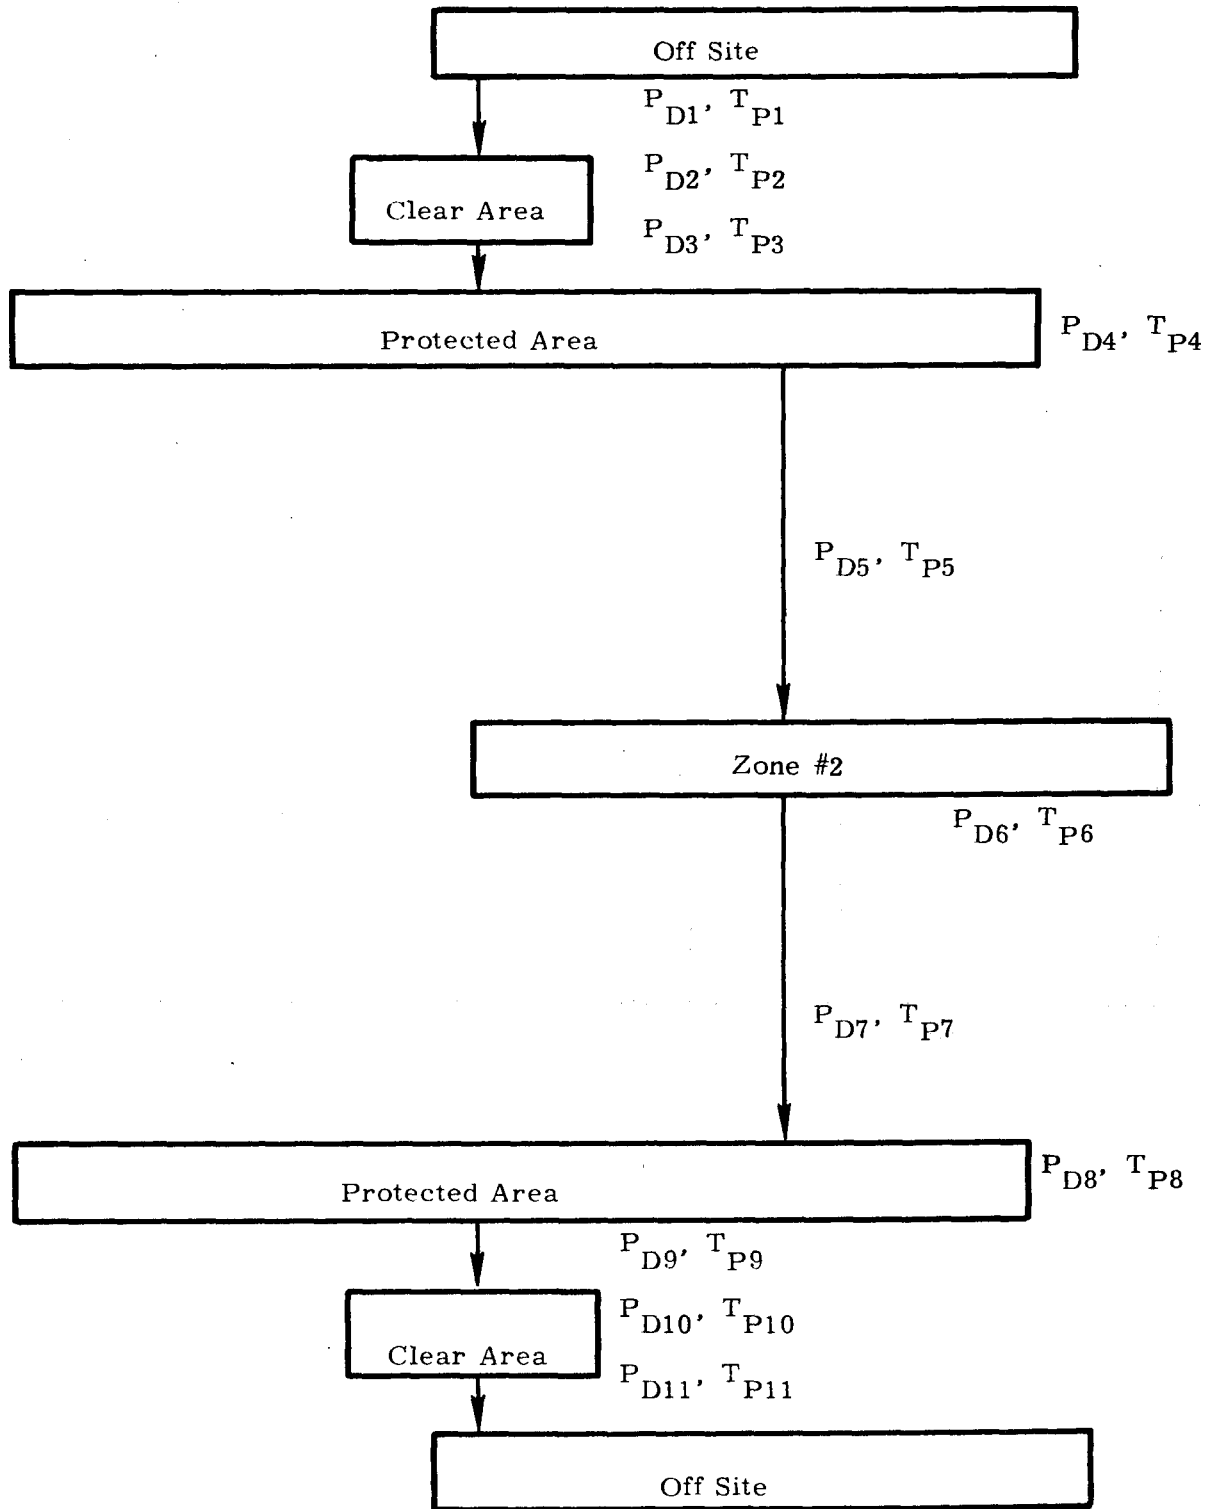 Off Site
P_D1, T_P1
P_D2, T_P2
Clear Area
P_D3, T_P3
Protected Area
P_D4, T_P4
P_D5, T_P5
Zone #2
P_D6, T_P6
P_D7, T_P7
Protected Area
P_D8, T_P8
P_D9, T_P9
P_D10, T_P10
Clear Area
P_D11, T_P11
Off Site